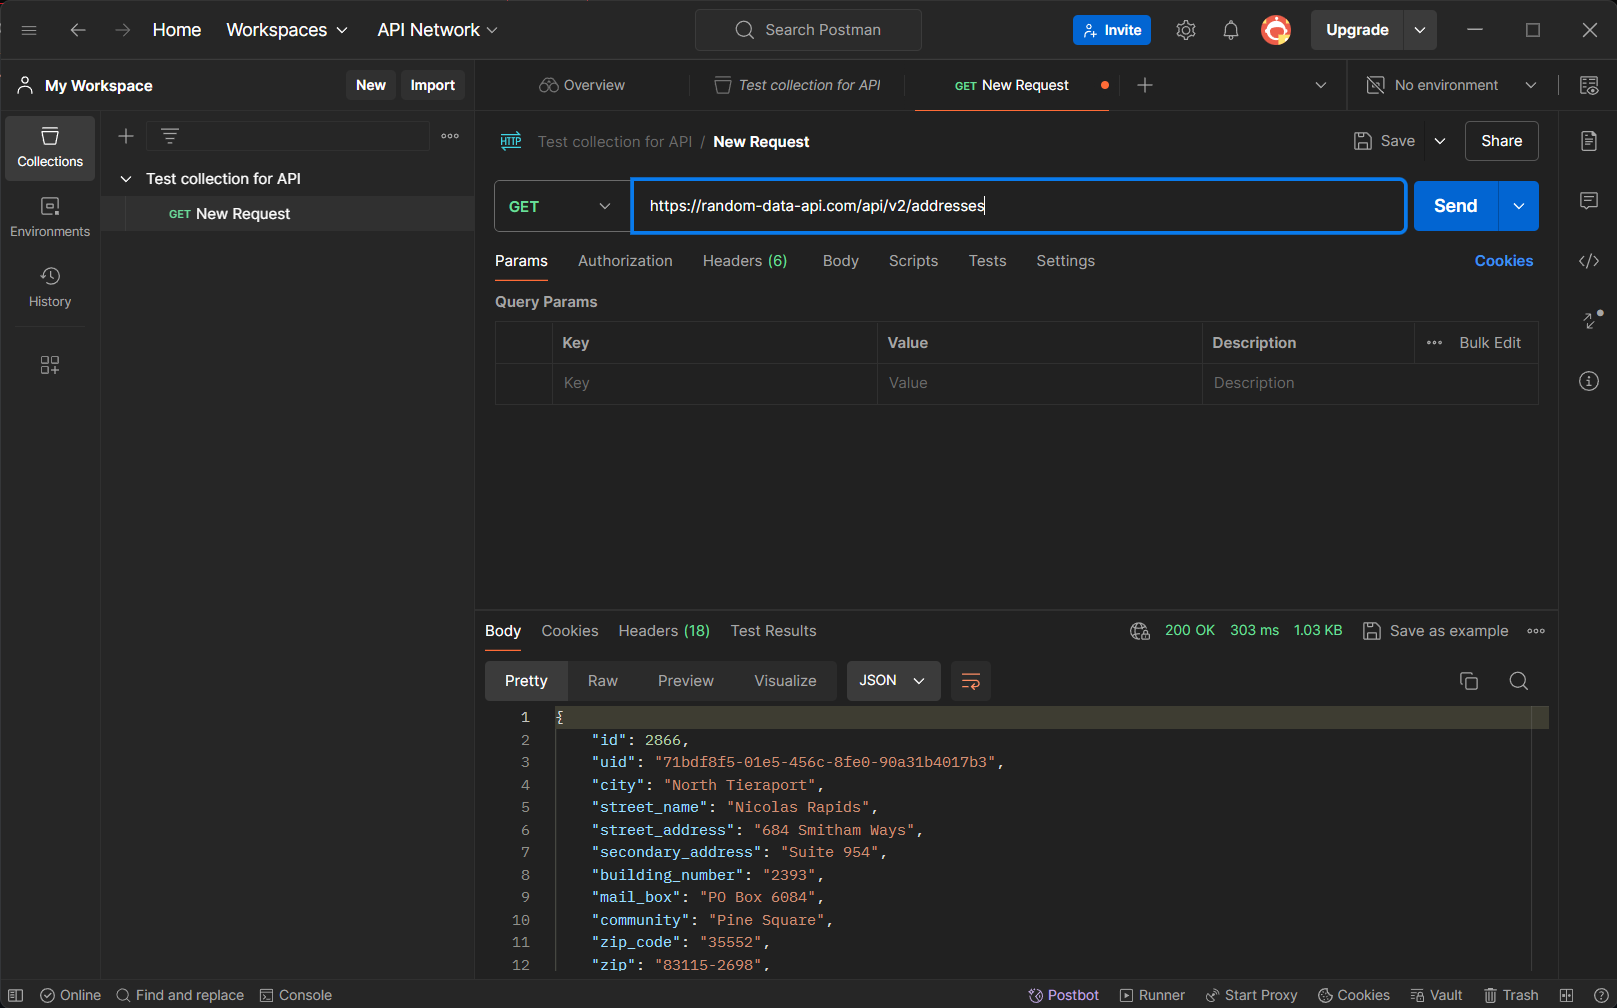 Home Workspaces API Network Search Postman Invite Upgrade
My Workspace New Import Overview Test collection for API GET New Request No environment
Collections
Environments
History
Test collection for API
GET New Request
HTTP Test collection for API / New Request Save Share
GET https://random-data-api.com/api/v2/addresses Send
Params Authorization Headers (6) Body Scripts Tests Settings Cookies
Query Params
Key Value Description Bulk Edit
Key Value Description
Body Cookies Headers (18) Test Results 200 OK 303 ms 1.03 KB Save as example
Pretty Raw Preview Visualize JSON
1 {
2 "id": 2866,
3 "uid": "71bdf8f5-01e5-456c-8fe0-90a31b4017b3",
4 "city": "North Tieraport",
5 "street_name": "Nicolas Rapids",
6 "street_address": "684 Smitham Ways",
7 "secondary_address": "Suite 954",
8 "building_number": "2393",
9 "mail_box": "PO Box 6084",
10 "community": "Pine Square",
11 "zip_code": "35552",
12 "zip": "83115-2698",
Online Find and replace Console Postbot Runner Start Proxy Cookies Vault Trash